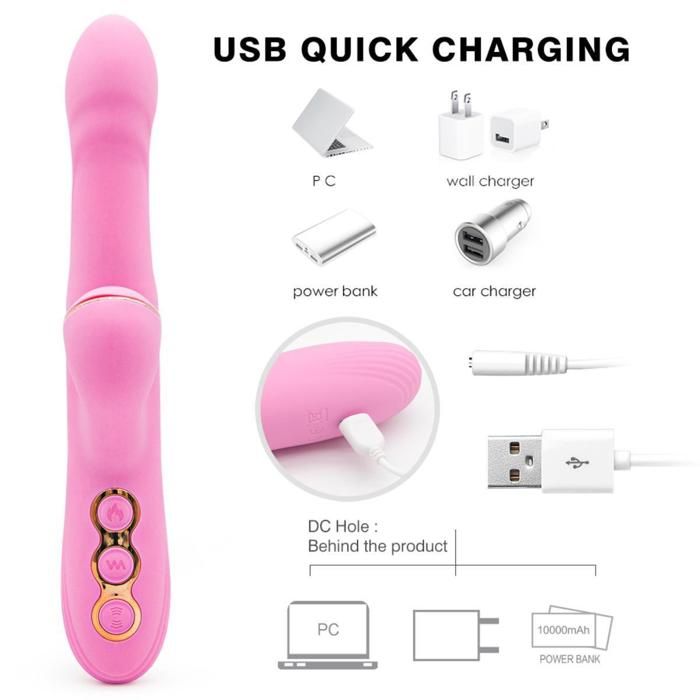 USB QUICK CHARGING
P C
wall charger
power bank
car charger
DC Hole :
Behind the product
PC
10000mAh
POWER BANK